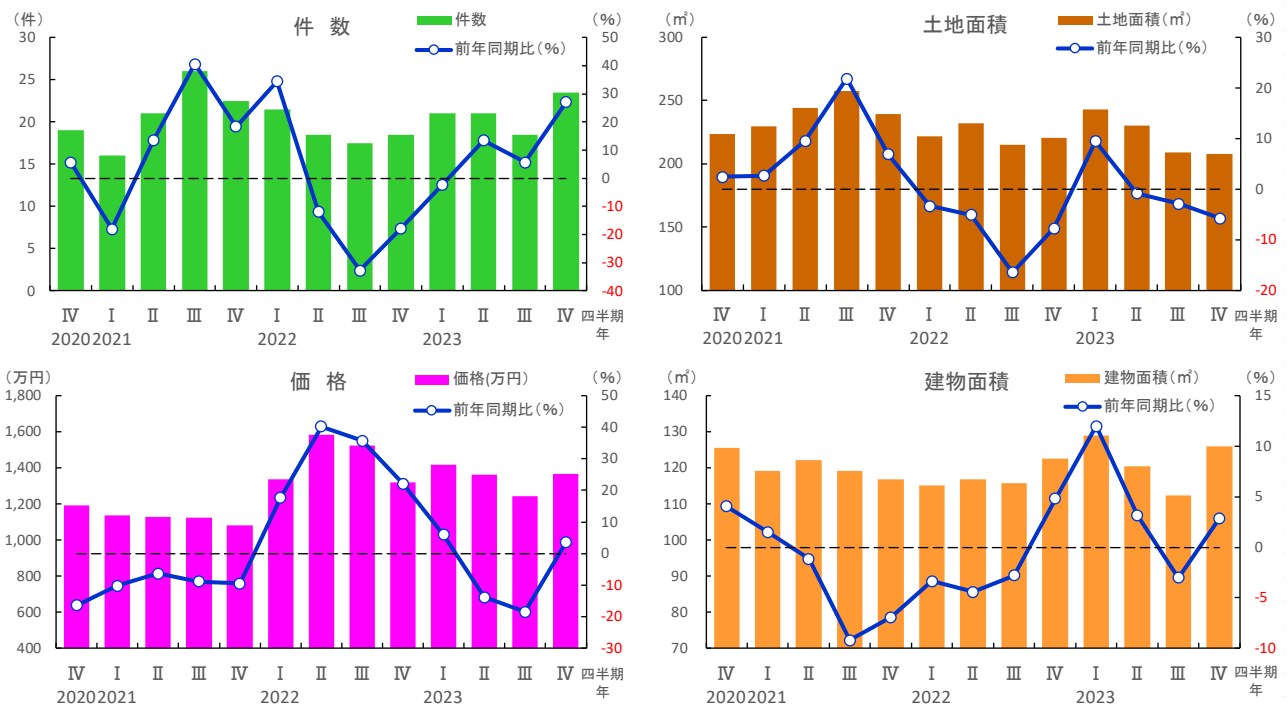 (件)
件 数
件数
前年同期比(%)
(%)
30
25
20
15
10
5
0
50
40
30
20
10
0
-10
-20
-30
-40
Ⅳ Ⅰ Ⅱ Ⅲ Ⅳ Ⅰ Ⅱ Ⅲ Ⅳ Ⅰ Ⅱ Ⅲ Ⅳ 四半期
2020 2021 2022 2023 年
(㎡)
土地面積
土地面積(㎡)
前年同期比(%)
(%)
300
250
200
150
100
30
20
10
0
-10
-20
Ⅳ Ⅰ Ⅱ Ⅲ Ⅳ Ⅰ Ⅱ Ⅲ Ⅳ Ⅰ Ⅱ Ⅲ Ⅳ 四半期
2020 2021 2022 2023 年
(万円)
価 格
価格(万円)
前年同期比(%)
(%)
1,800
1,600
1,400
1,200
1,000
800
600
400
50
40
30
20
10
0
-10
-20
-30
Ⅳ Ⅰ Ⅱ Ⅲ Ⅳ Ⅰ Ⅱ Ⅲ Ⅳ Ⅰ Ⅱ Ⅲ Ⅳ 四半期
2020 2021 2022 2023 年
(㎡)
建物面積
建物面積(㎡)
前年同期比(%)
(%)
140
130
120
110
100
90
80
70
15
10
5
0
-5
-10
Ⅳ Ⅰ Ⅱ Ⅲ Ⅳ Ⅰ Ⅱ Ⅲ Ⅳ Ⅰ Ⅱ Ⅲ Ⅳ 四半期
2020 2021 2022 2023 年